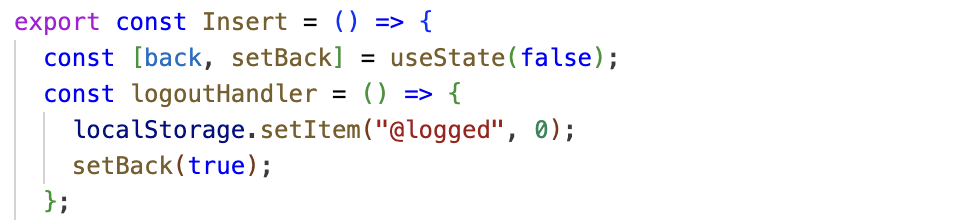 export const Insert = () => {
  const [back, setBack] = useState(false);
  const logoutHandler = () => {
    localStorage.setItem("@logged", 0);
    setBack(true);
  };